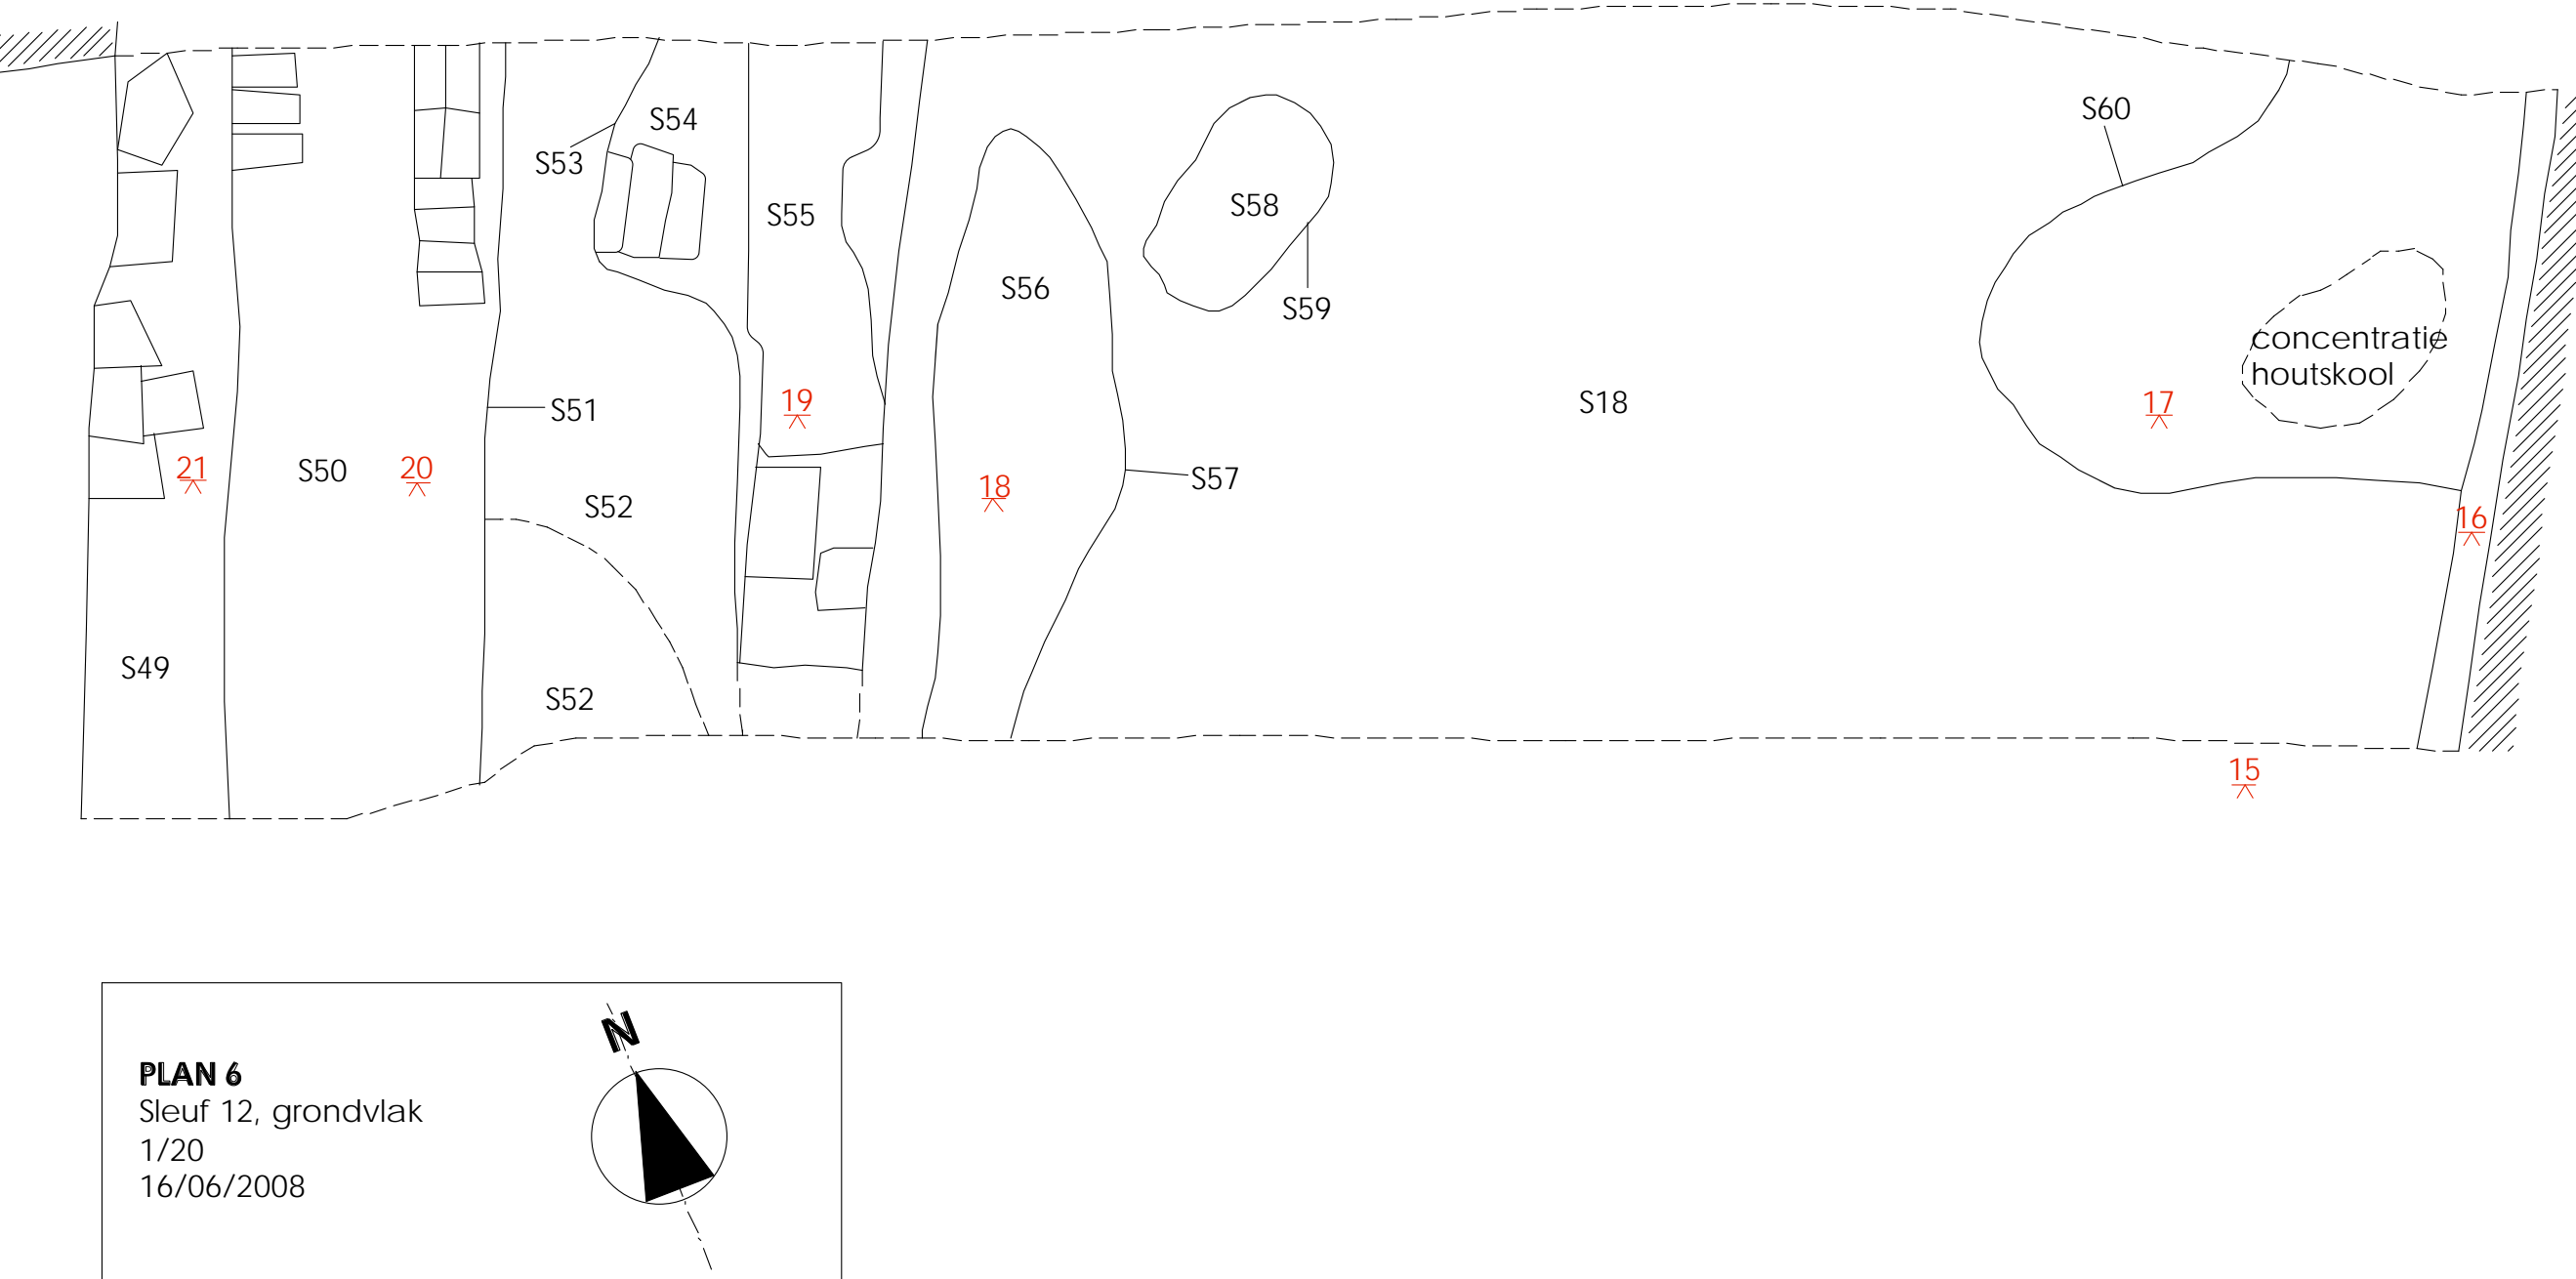 S54
S53
S55
S58
S60
S56
S59
concentratie
houtskool
19
S18
17
S51
21
S50
20
18
S57
S52
16
S49
S52
15
N
PLAN 6
Sleuf 12, grondvlak
1/20
16/06/2008